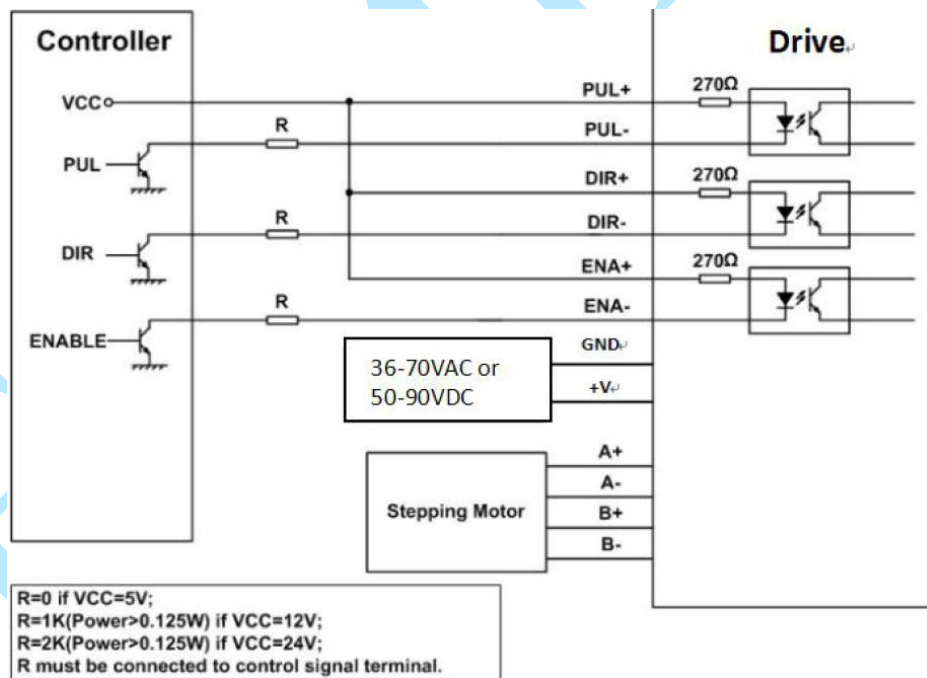 Controller
Drive
VCC
PUL+
270Ω
R
PUL-
PUL
DIR+
270Ω
R
DIR-
DIR
ENA+
270Ω
R
ENA-
ENABLE
GND
36-70VAC or
50-90VDC
+V
A+
A-
Stepping Motor
B+
B-
R=0 if VCC=5V;
R=1K(Power>0.125W) if VCC=12V;
R=2K(Power>0.125W) if VCC=24V;
R must be connected to control signal terminal.